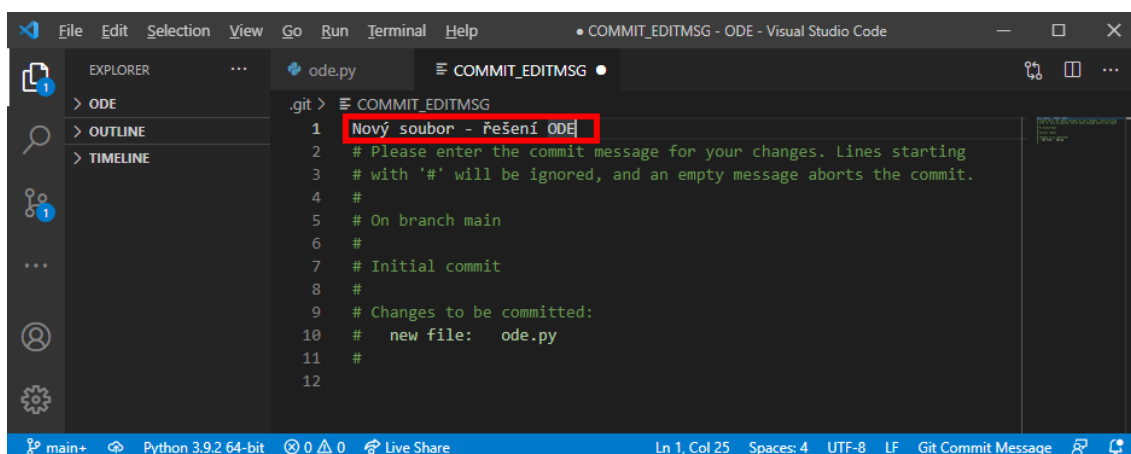 File Edit Selection View Go Run Terminal Help ● COMMIT_EDITMSG - ODE - Visual Studio Code
EXPLORER ...
ode.py COMMIT_EDITMSG ●
> ODE
> OUTLINE
> TIMELINE
.git > COMMIT_EDITMSG
1 Nový soubor - řešení ODE
2 # Please enter the commit message for your changes. Lines starting
3 # with '#' will be ignored, and an empty message aborts the commit.
4 #
5 # On branch main
6 #
7 # Initial commit
8 #
9 # Changes to be committed:
10 #   new file:   ode.py
11 #
12
1
1
main+ Python 3.9.2 64-bit 0 0 Live Share Ln 1, Col 25 Spaces: 4 UTF-8 LF Git Commit Message